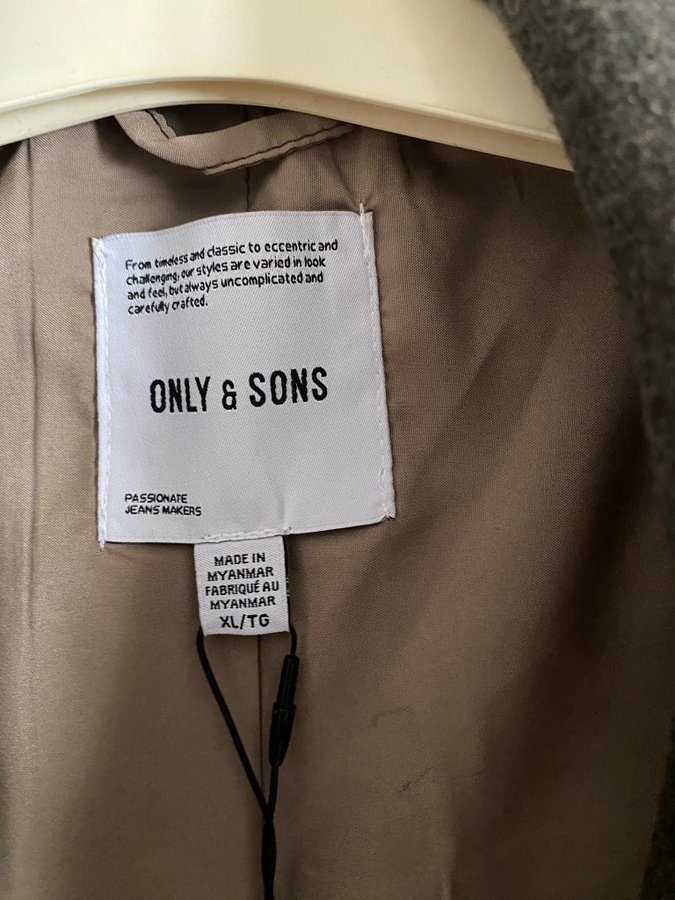 From timeless and classic to eccentric and
challenging, our styles are varied in look
and feel, but always uncomplicated and
carefully crafted.
ONLY & SONS
PASSIONATE
JEANS MAKERS
MADE IN
MYANMAR
FABRIQUÉ AU
MYANMAR
XL/TG